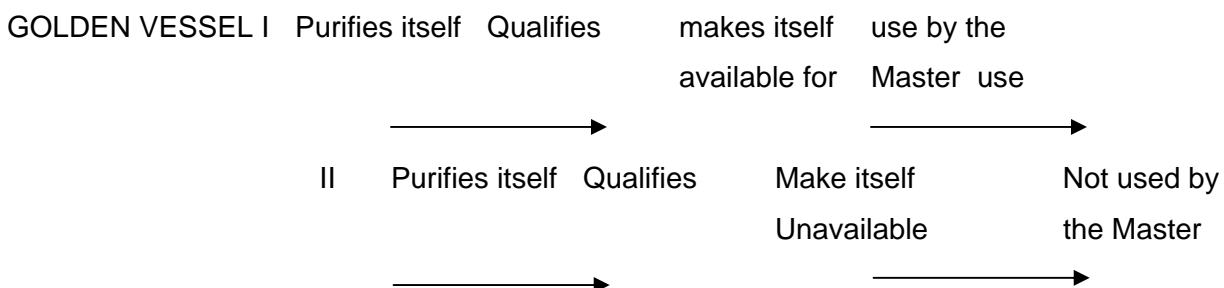 GOLDEN VESSEL I Purifies itself Qualifies makes itself use by the
available for Master use
II Purifies itself Qualifies Make itself Not used by
Unavailable the Master